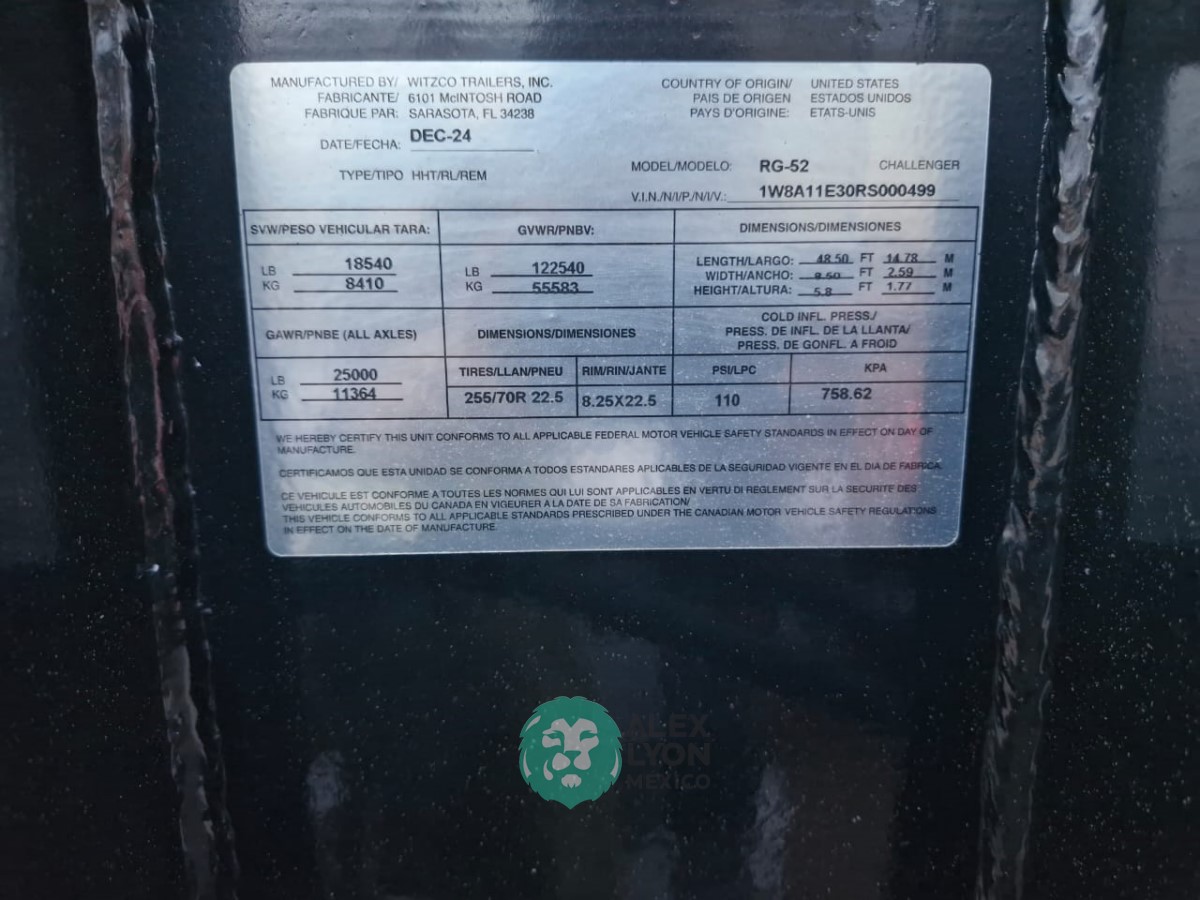 MANUFACTURED BY/ WITZCO TRAILERS, INC.
FABRICANTE/ 6101 McINTOSH ROAD
FABRIQUE PAR: SARASOTA, FL 34238
COUNTRY OF ORIGIN/ UNITED STATES
PAIS DE ORIGEN ESTADOS UNIDOS
PAYS D'ORIGINE: ETATS-UNIS
DATE/FECHA: DEC-24
TYPE/TIPO HHT/RL/REM
MODEL/MODELO: RG-52 CHALLENGER
V.I.N./N/I/P./N/I/V.: 1W8A11E30RS000499
SVW/PESO VEHICULAR TARA:
LB 18540
KG 8410
GVWR/PNBV:
LB 122540
KG 55583
DIMENSIONS/DIMENSIONES
LENGTH/LARGO: 48.50 FT 14.78 M
WIDTH/ANCHO: 8.50 FT 2.59 M
HEIGHT/ALTURA: 5.8 FT 1.77 M
GAWR/PNBE (ALL AXLES)
LB 25000
KG 11364
DIMENSIONS/DIMENSIONES
TIRES/LLAN/PNEU RIM/RIN/JANTE
255/70R 22.5 8.25X22.5
COLD INFL. PRESS./
PRESS. DE INFL. DE LA LLANTA/
PRESS. DE GONFL. A FROID
PSI/LPC KPA
110 758.62
WE HEREBY CERTIFY THIS UNIT CONFORMS TO ALL APPLICABLE FEDERAL MOTOR VEHICLE SAFETY STANDARDS IN EFFECT ON DAY OF
MANUFACTURE.
CERTIFICAMOS QUE ESTA UNIDAD SE CONFORMA A TODOS ESTANDARES APLICABLES DE LA SEGURIDAD VIGENTE EN EL DIA DE FABRICA.
CE VEHICULE EST CONFORME A TOUTES LES NORMES QUI LUI SONT APPLICABLES EN VERTU DI REGLEMENT SUR LA SECURITE DES
VEHICULES AUTOMOBILES DU CANADA EN VIGEURER A LA DATE DE SA FABRICATION/
THIS VEHICLE CONFORMS TO ALL APPLICABLE STANDARDS PRESCRIBED UNDER THE CANADIAN MOTOR VEHICLE SAFETY REGULATIONS
IN EFFECT ON THE DATE OF MANUFACTURE.
ALEX
LYON
MEXICO